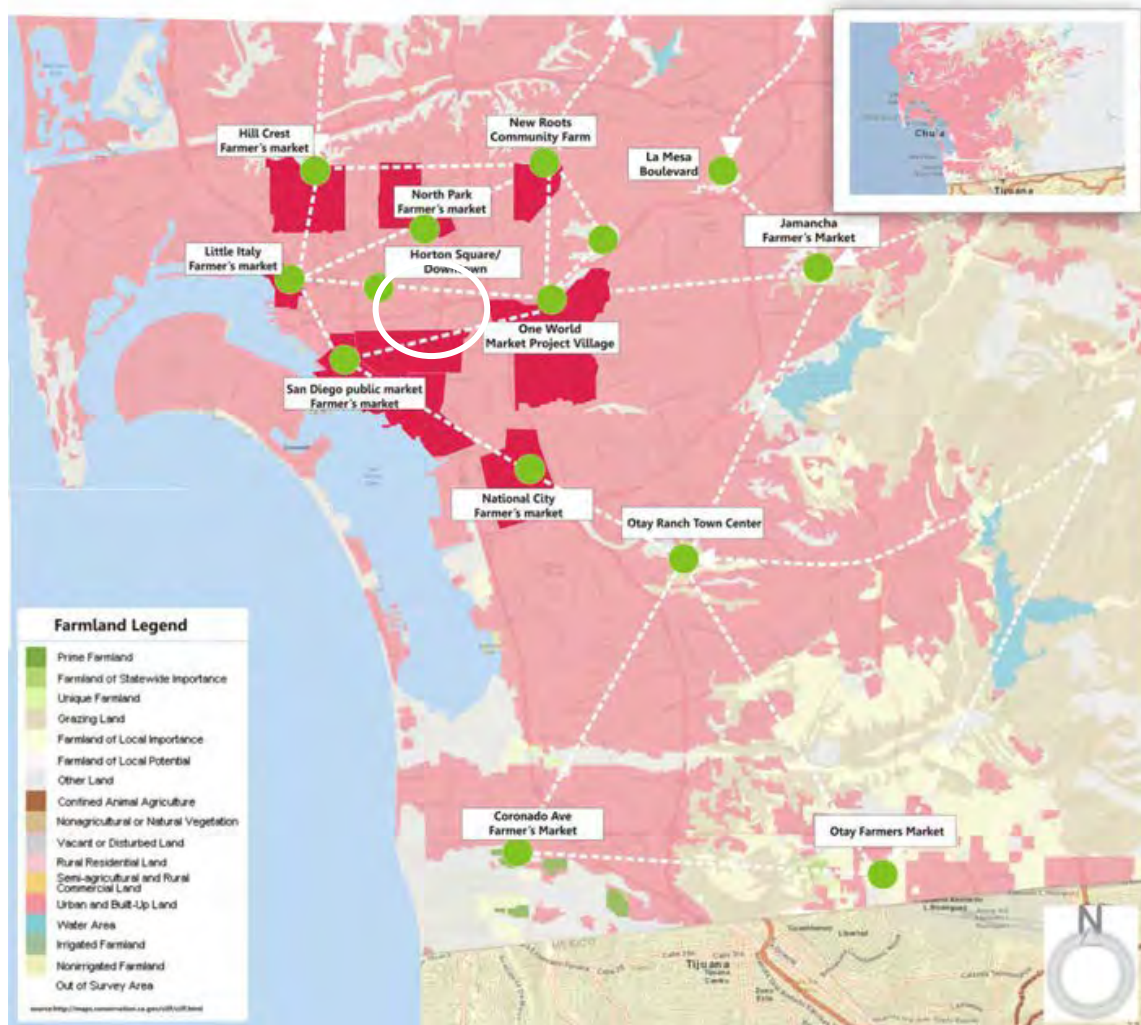 Hill Crest
Farmer's market
New Roots
Community Farm
La Mesa
Boulevard
North Park
Farmer's market
Jamancha
Farmer's Market
Little Italy
Farmer's market
Horton Square/
Downtown
One World
Market Project Village
San Diego public market
Farmer's market
National City
Farmer's market
Otay Ranch Town Center
Coronado Ave
Farmer's Market
Otay Farmers Market
Chula
Tijuana
Farmland Legend
Prime Farmland
Farmland of Statewide Importance
Unique Farmland
Grazing Land
Farmland of Local Importance
Farmland of Local Potential
Other Land
Confined Animal Agriculture
Nonagricultural or Natural Vegetation
Vacant or Disturbed Land
Rural Residential Land
Semi-agricultural and Rural
Commercial Land
Urban and Built-Up Land
Water Area
Irrigated Farmland
Nonirrigated Farmland
Out of Survey Area
MEXICO
Libertad
Tijuana
N